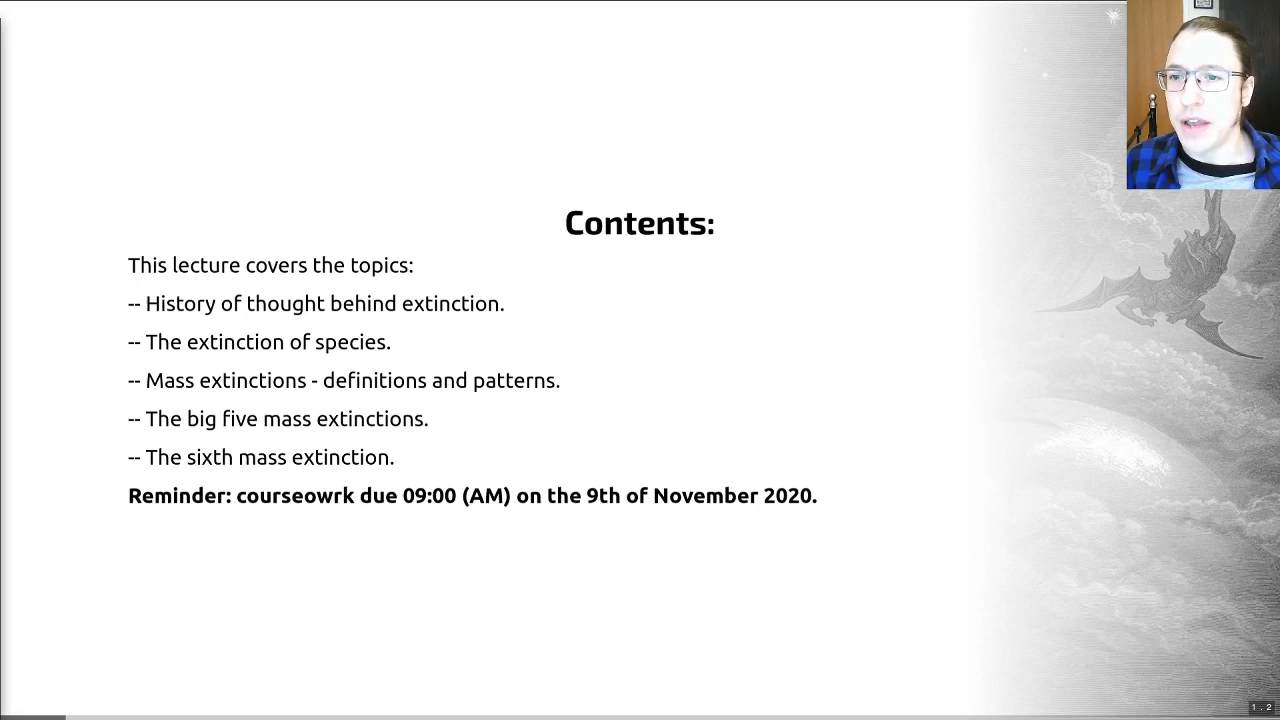 Contents:
This lecture covers the topics:
-- History of thought behind extinction.
-- The extinction of species.
-- Mass extinctions - definitions and patterns.
-- The big five mass extinctions.
-- The sixth mass extinction.
Reminder: courseowrk due 09:00 (AM) on the 9th of November 2020.
1 . 2